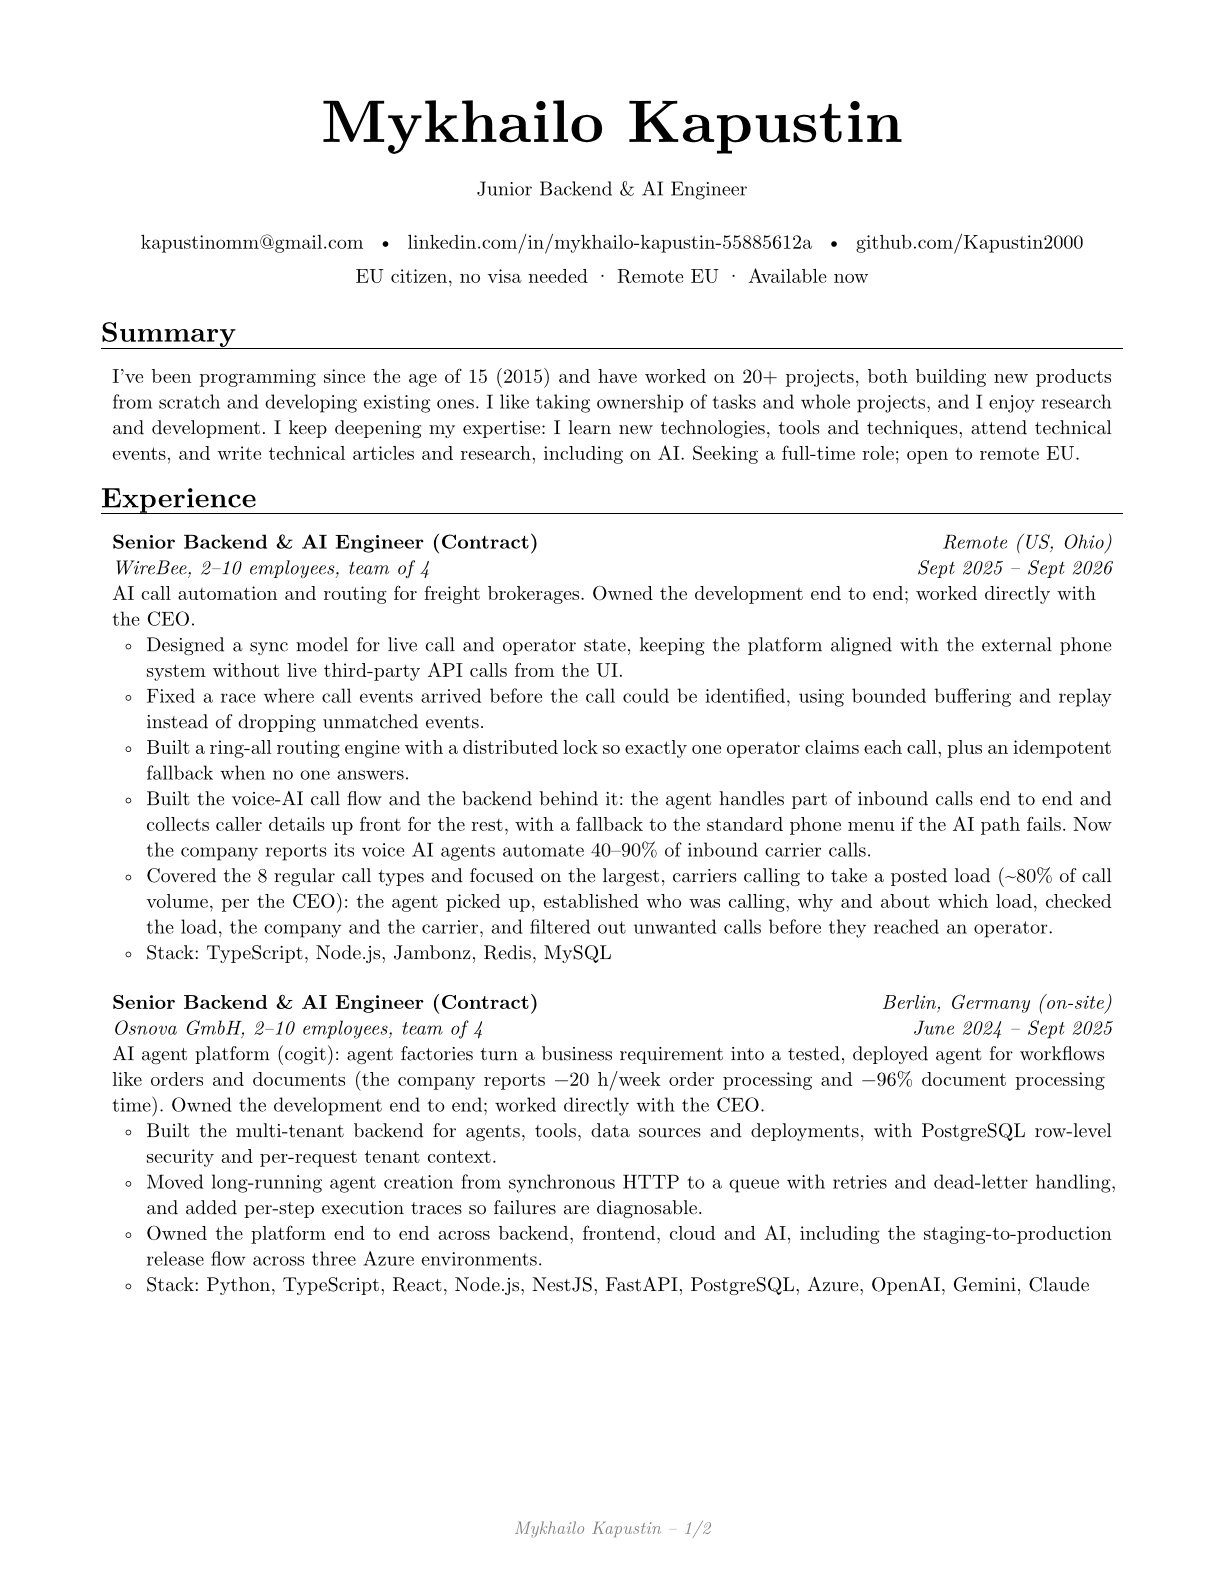 Mykhailo Kapustin
Junior Backend & AI Engineer
kapustinomm@gmail.com • linkedin.com/in/mykhailo-kapustin-55885612a • github.com/Kapustin2000
EU citizen, no visa needed · Remote EU · Available now
Summary
I've been programming since the age of 15 (2015) and have worked on 20+ projects, both building new products
from scratch and developing existing ones. I like taking ownership of tasks and whole projects, and I enjoy research
and development. I keep deepening my expertise: I learn new technologies, tools and techniques, attend technical
events, and write technical articles and research, including on AI. Seeking a full-time role; open to remote EU.
Experience
Senior Backend & AI Engineer (Contract) Remote (US, Ohio)
WireBee, 2–10 employees, team of 4 Sept 2025 – Sept 2026
AI call automation and routing for freight brokerages. Owned the development end to end; worked directly with
the CEO.
◦ Designed a sync model for live call and operator state, keeping the platform aligned with the external phone
system without live third-party API calls from the UI.
◦ Fixed a race where call events arrived before the call could be identified, using bounded buffering and replay
instead of dropping unmatched events.
◦ Built a ring-all routing engine with a distributed lock so exactly one operator claims each call, plus an idempotent
fallback when no one answers.
◦ Built the voice-AI call flow and the backend behind it: the agent handles part of inbound calls end to end and
collects caller details up front for the rest, with a fallback to the standard phone menu if the AI path fails. Now
the company reports its voice AI agents automate 40–90% of inbound carrier calls.
◦ Covered the 8 regular call types and focused on the largest, carriers calling to take a posted load (~80% of call
volume, per the CEO): the agent picked up, established who was calling, why and about which load, checked
the load, the company and the carrier, and filtered out unwanted calls before they reached an operator.
◦ Stack: TypeScript, Node.js, Jambonz, Redis, MySQL
Senior Backend & AI Engineer (Contract) Berlin, Germany (on-site)
Osnova GmbH, 2–10 employees, team of 4 June 2024 – Sept 2025
AI agent platform (cogit): agent factories turn a business requirement into a tested, deployed agent for workflows
like orders and documents (the company reports −20 h/week order processing and −96% document processing
time). Owned the development end to end; worked directly with the CEO.
◦ Built the multi-tenant backend for agents, tools, data sources and deployments, with PostgreSQL row-level
security and per-request tenant context.
◦ Moved long-running agent creation from synchronous HTTP to a queue with retries and dead-letter handling,
and added per-step execution traces so failures are diagnosable.
◦ Owned the platform end to end across backend, frontend, cloud and AI, including the staging-to-production
release flow across three Azure environments.
◦ Stack: Python, TypeScript, React, Node.js, NestJS, FastAPI, PostgreSQL, Azure, OpenAI, Gemini, Claude
Mykhailo Kapustin – 1/2